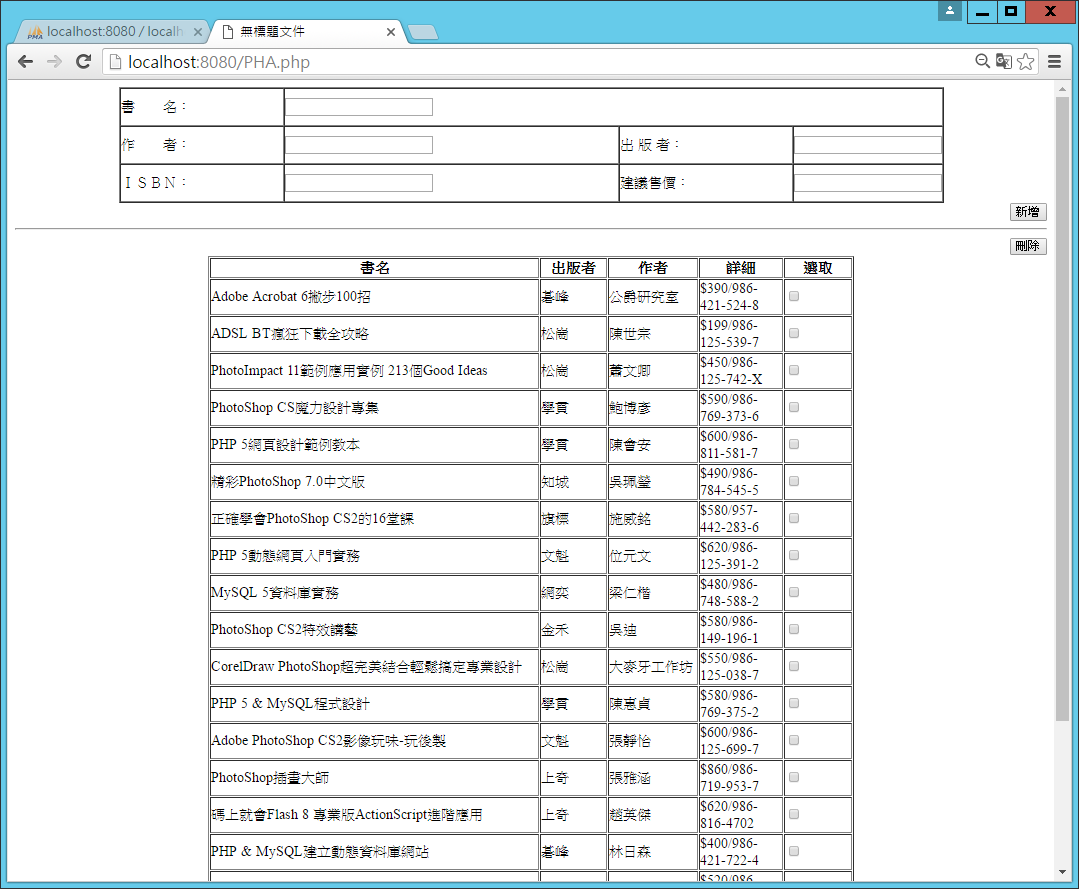 localhost:8080 / localh
無標題文件
localhost:8080/PHA.php
書　　名：
作　　者：
出 版 者：
ＩＳＢＮ：
建議售價：
新增
刪除
書名 出版者 作者 詳細 選取
Adobe Acrobat 6撇步100招 碁峰 公爵研究室 $390/986-
421-524-8
ADSL BT瘋狂下載全攻略 松崗 陳世宗 $199/986-
125-539-7
PhotoImpact 11範例應用實例 213個Good Ideas 松崗 蕭文卿 $450/986-
125-742-X
PhotoShop CS魔力設計專集 學貫 鮑博彥 $590/986-
769-373-6
PHP 5網頁設計範例教本 學貫 陳會安 $600/986-
811-581-7
精彩PhotoShop 7.0中文版 知城 吳珮瑩 $490/986-
784-545-5
正確學會PhotoShop CS2的16堂課 旗標 施威銘 $580/957-
442-283-6
PHP 5動態網頁入門實務 文魁 位元文 $620/986-
125-391-2
MySQL 5資料庫實務 網奕 梁仁楷 $480/986-
748-588-2
PhotoShop CS2特效講藝 金禾 吳迪 $580/986-
149-196-1
CorelDraw PhotoShop超完美結合輕鬆搞定專業設計 松崗 大麥牙工作坊 $550/986-
125-038-7
PHP 5 & MySQL程式設計 學貫 陳惠貞 $580/986-
769-375-2
Adobe PhotoShop CS2影像玩味-玩後製 文魁 張靜怡 $600/986-
125-699-7
PhotoShop插畫大師 上奇 張雅涵 $860/986-
719-953-7
碼上就會Flash 8 專業版ActionScript進階應用 上奇 趙英傑 $620/986-
816-4702
PHP & MySQL建立動態資料庫網站 碁峰 林日森 $400/986-
421-722-4
$520/986-